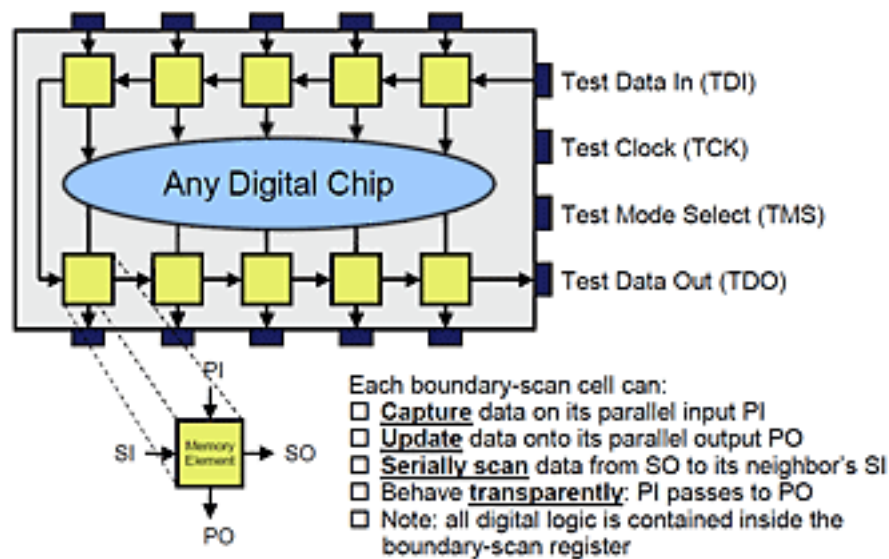 Test Data In (TDI)
Test Clock (TCK)
Any Digital Chip
Test Mode Select (TMS)
Test Data Out (TDO)
PI
SI
Memory
Element
SO
PO
Each boundary-scan cell can:
☐ Capture data on its parallel input PI
☐ Update data onto its parallel output PO
☐ Serially scan data from SO to its neighbor's SI
☐ Behave transparently: PI passes to PO
☐ Note: all digital logic is contained inside the
boundary-scan register